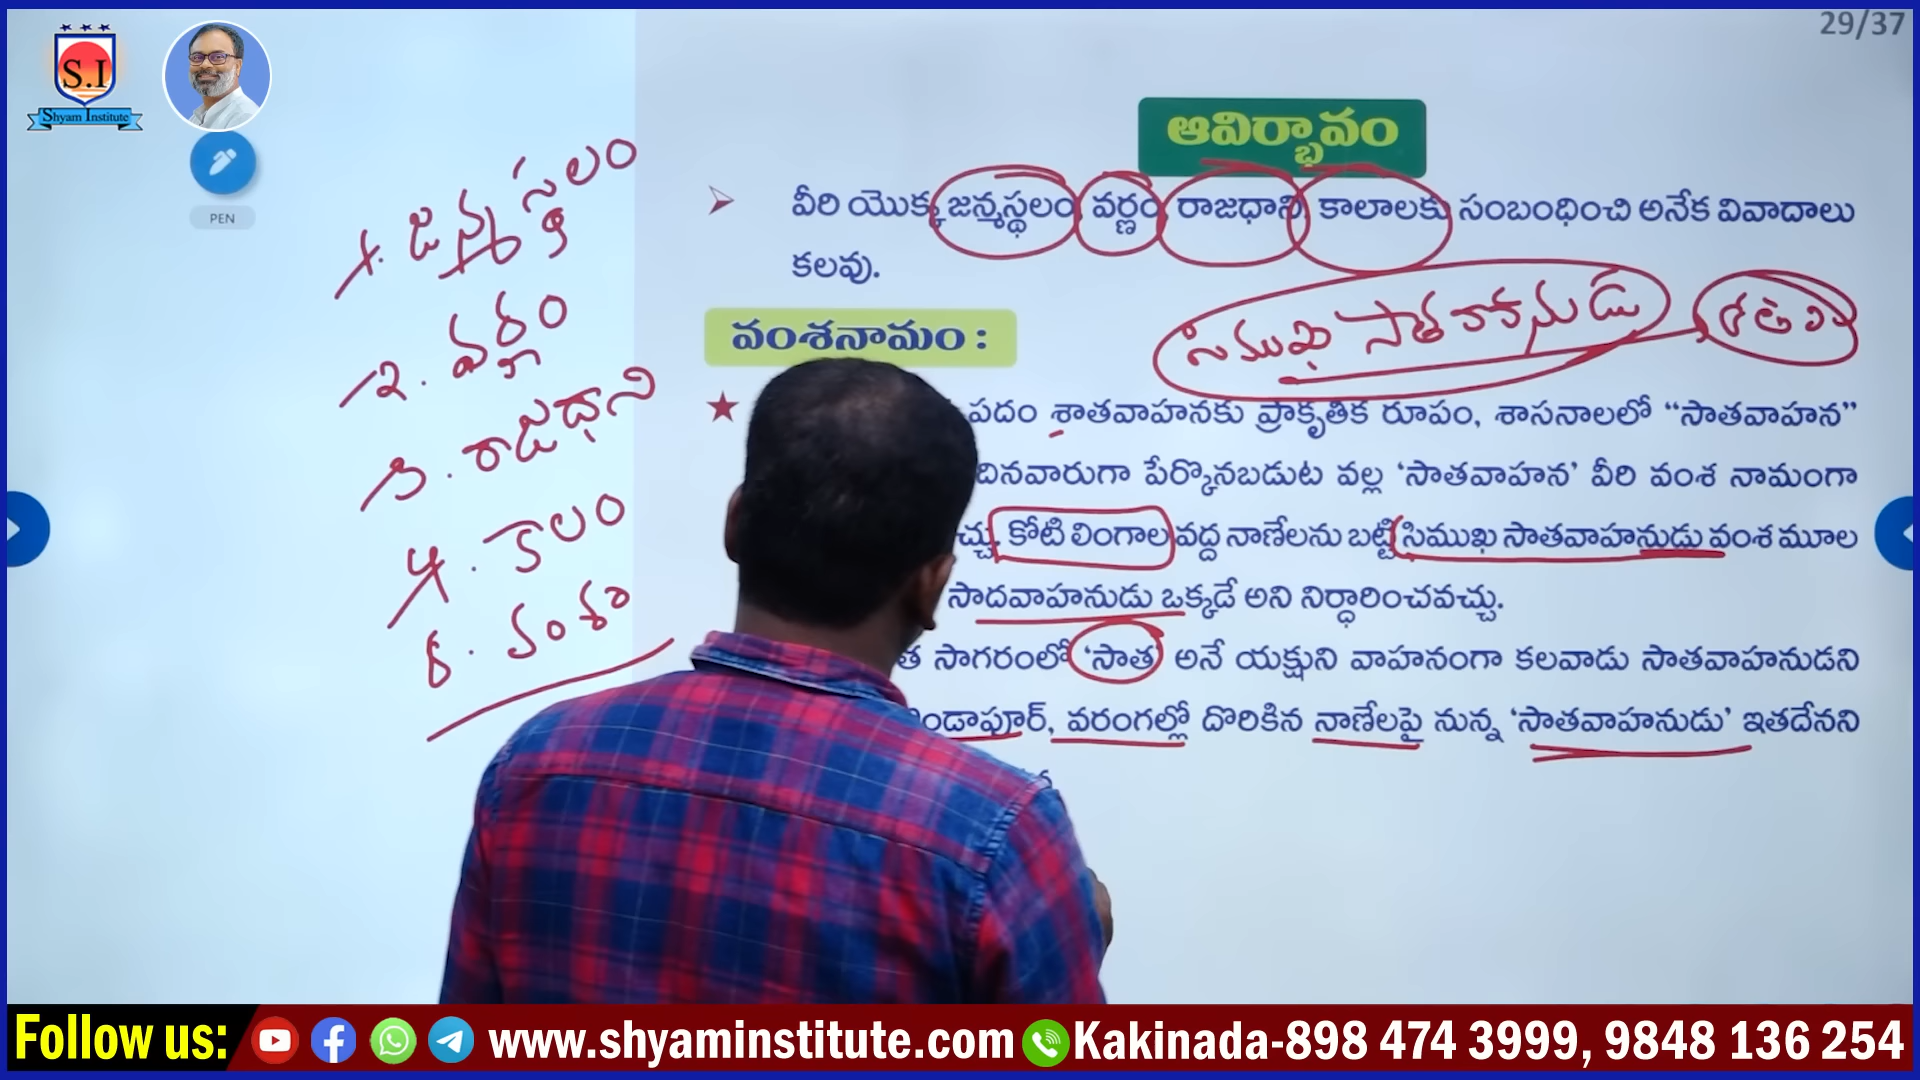 29/37
S.I
Shyam Institute
PEN
ఆవిర్భావం
వీరి యొక్క జన్మస్థలం, వర్ణం, రాజధాని, కాలాలకు సంబంధించి అనేక వివాదాలు
కలవు.
సిముఖ సాతవాహనుడు
వంశనామం :
పదం శాతవాహనకు ప్రాకృతిక రూపం, శాసనాలలో “సాతవాహన”
పేర్కొనబడుట వల్ల ‘సాతవాహన’ వీరి వంశ నామంగా
కోటి లింగాల వద్ద నాణేలను బట్టి సిముఖ సాతవాహనుడు వంశ మూల
సాదవాహనుడు ఒక్కడే అని నిర్ధారించవచ్చు.
సాగరంలో ‘సాత’ అనే యక్షుని వాహనంగా కలవాడు సాతవాహనుడని
వరంగల్లో దొరికిన నాణేలపై నున్న ‘సాతవాహనుడు’ ఇతడేనని
1. జన్మ స్థలం
2. వర్ణం
3. రాజధాని
4. కాలం
5. వంశం
Follow us: www.shyaminstitute.com Kakinada-898 474 3999, 9848 136 254